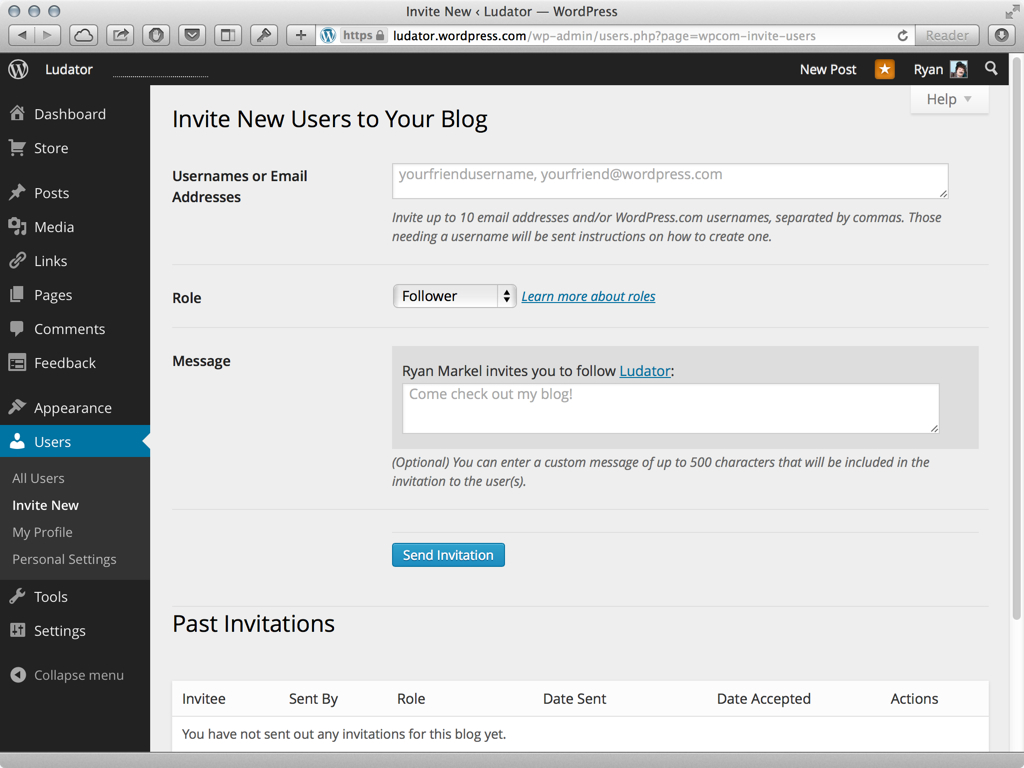 Invite New ‹ Ludator — WordPress
https ludator.wordpress.com/wp-admin/users.php?page=wpcom-invite-users Reader
Ludator New Post Ryan
Help
Dashboard
Store
Posts
Media
Links
Pages
Comments
Feedback
Appearance
Users
All Users
Invite New
My Profile
Personal Settings
Tools
Settings
Collapse menu
Invite New Users to Your Blog
Usernames or Email
Addresses
yourfriendusername, yourfriend@wordpress.com
Invite up to 10 email addresses and/or WordPress.com usernames, separated by commas. Those
needing a username will be sent instructions on how to create one.
Role
Follower Learn more about roles
Message
Ryan Markel invites you to follow Ludator:
Come check out my blog!
(Optional) You can enter a custom message of up to 500 characters that will be included in the
invitation to the user(s).
Send Invitation
Past Invitations
Invitee Sent By Role Date Sent Date Accepted Actions
You have not sent out any invitations for this blog yet.